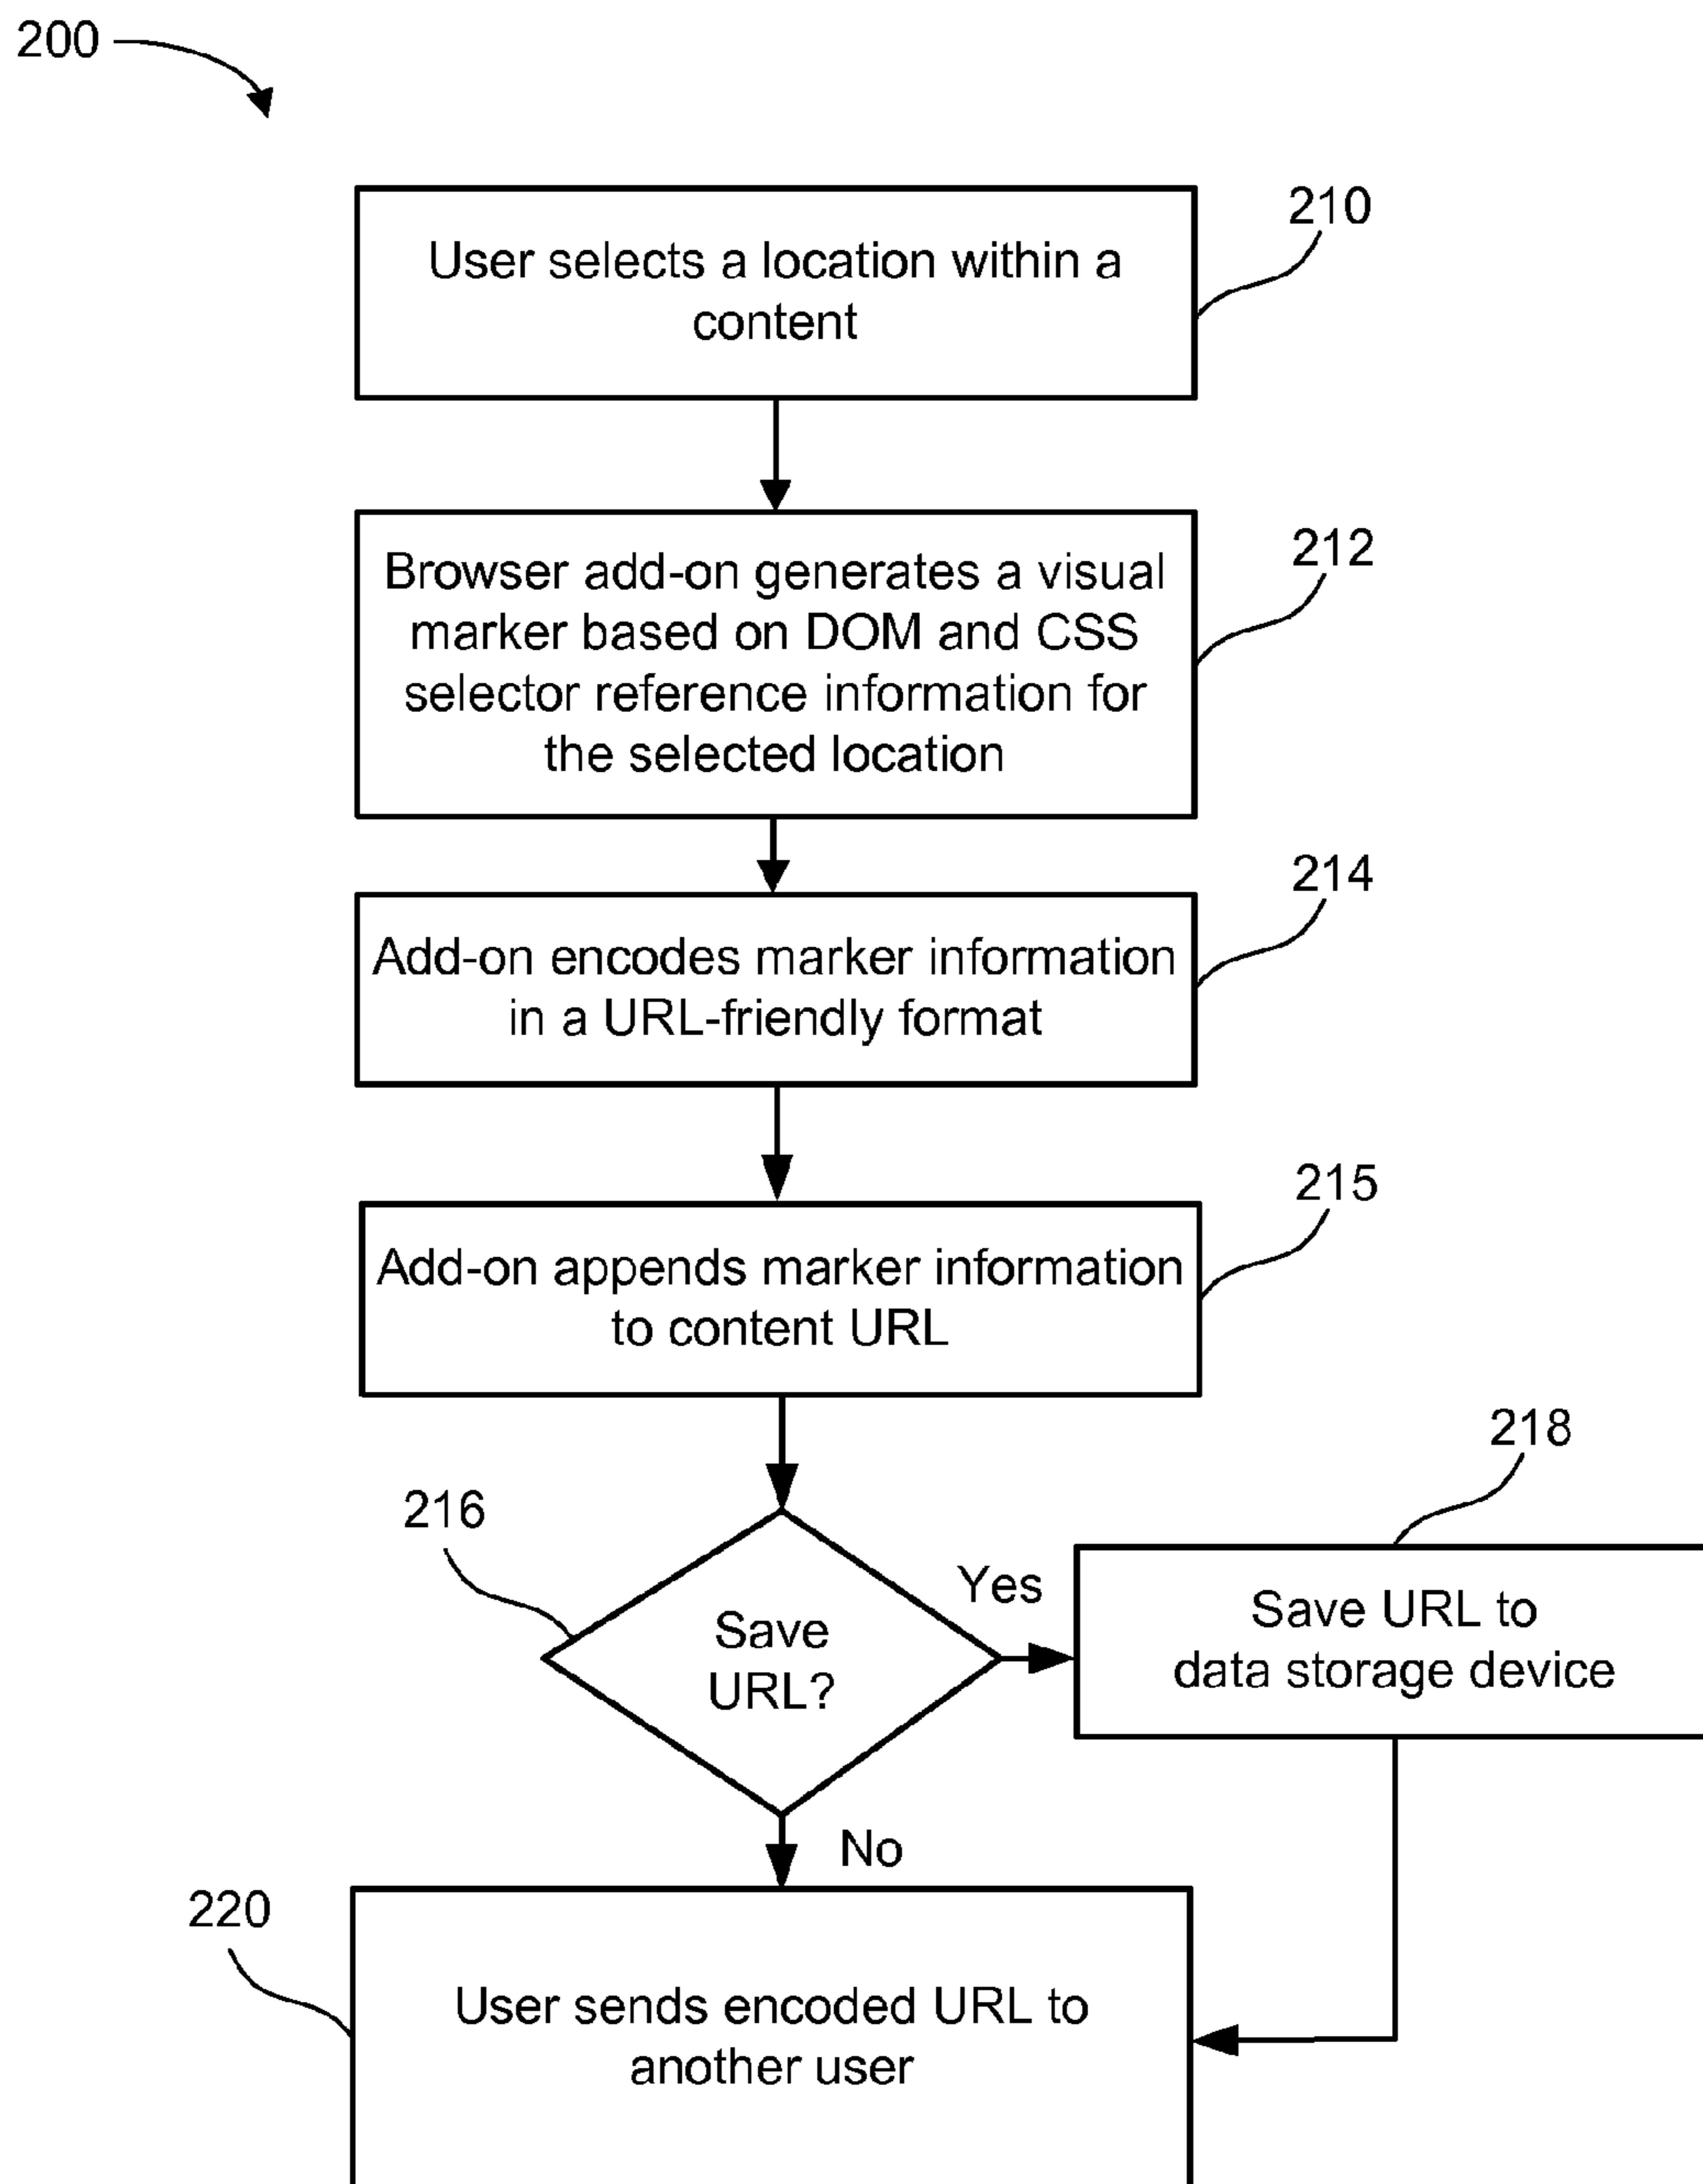 200
210
User selects a location within a
content
212
Browser add-on generates a visual
marker based on DOM and CSS
selector reference information for
the selected location
214
Add-on encodes marker information
in a URL-friendly format
215
Add-on appends marker information
to content URL
216
Save
URL?
Yes
218
Save URL to
data storage device
No
220
User sends encoded URL to
another user